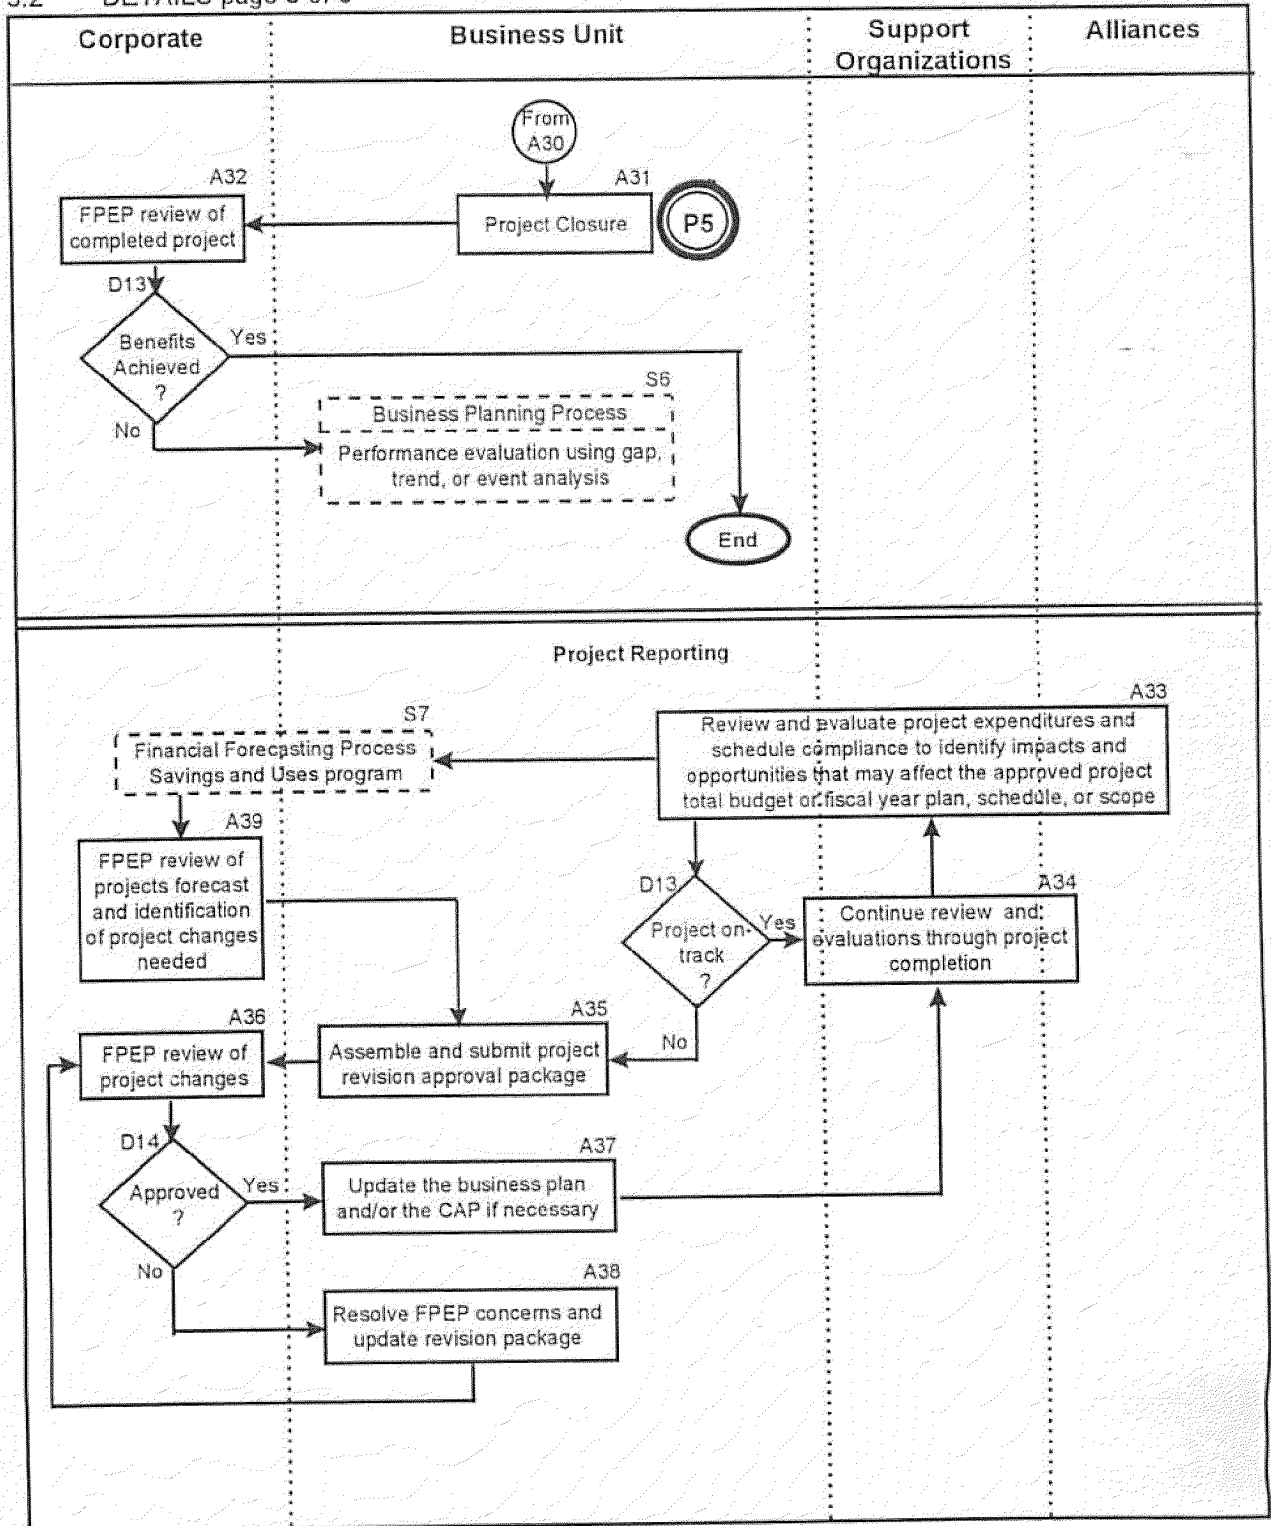 DETAILS page
Corporate
Business Unit
Support
Organizations
Alliances
From
A30
A32
A31
FPEP review of
completed project
Project Closure
P5
D13
Benefits
Achieved
?
Yes
No
S6
Business Planning Process
Performance evaluation using gap,
trend, or event analysis
End
Project Reporting
A33
Review and evaluate project expenditures and
schedule compliance to identify impacts and
opportunities that may affect the approved project
total budget or fiscal year plan, schedule, or scope
S7
Financial Forecasting Process
Savings and Uses program
A39
FPEP review of
projects forecast
and identification
of project changes
needed
D13
Project on-
track
?
Yes
No
A34
Continue review and
evaluations through project
completion
A36
FPEP review of
project changes
A35
Assemble and submit project
revision approval package
D14
Approved
?
Yes
No
A37
Update the business plan
and/or the CAP if necessary
A38
Resolve FPEP concerns and
update revision package